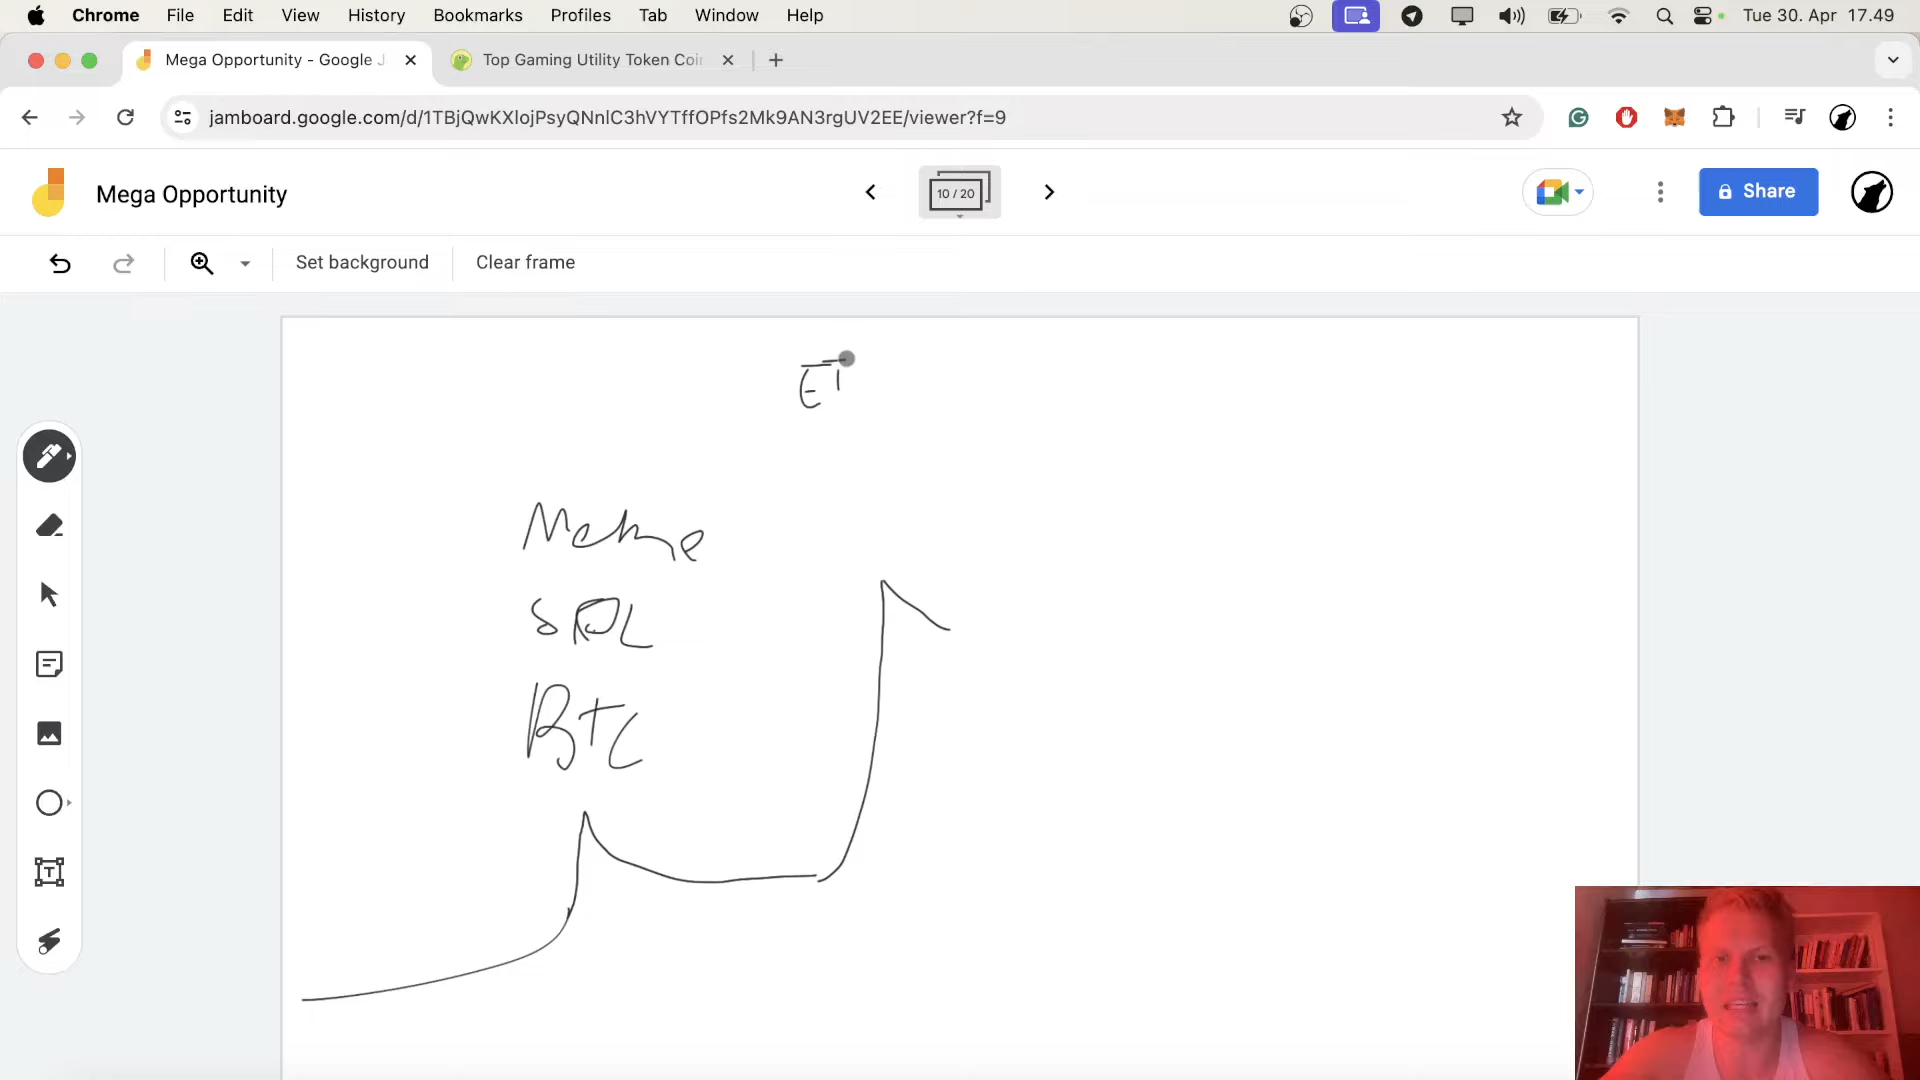 Chrome File Edit View History Bookmarks Profiles Tab Window Help Tue 30. Apr 17.49
Mega Opportunity - Google J Top Gaming Utility Token Coi
jamboard.google.com/d/1TBjQwKXIojPsyQNnlC3hVYTffOPfs2Mk9AN3rgUV2EE/viewer?f=9
Mega Opportunity 10 / 20 Share
Set background Clear frame
ET
SOL
BTC